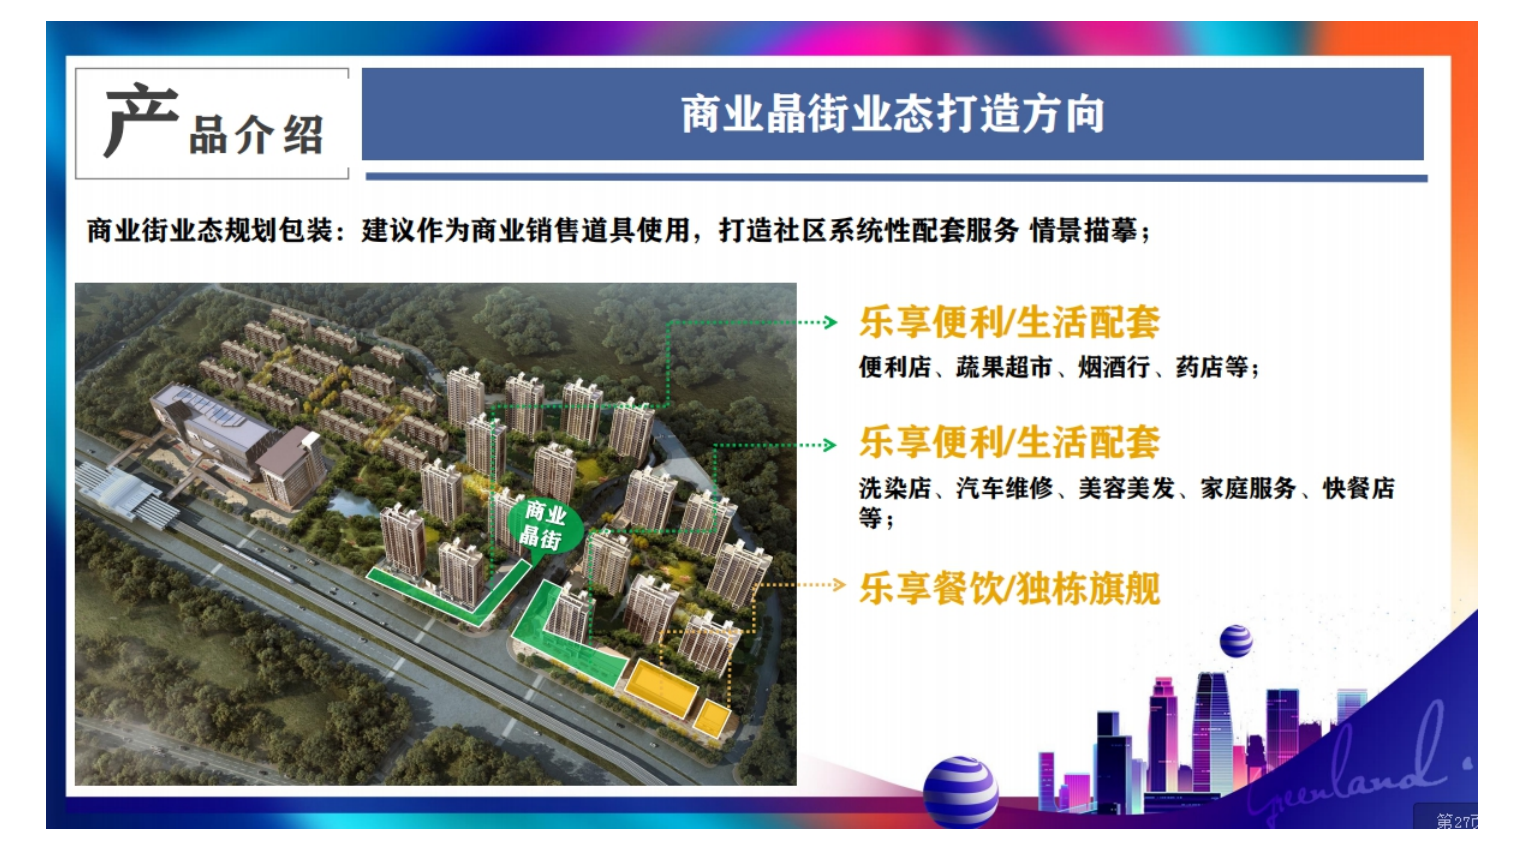 产品介绍
商业晶街业态打造方向
商业街业态规划包装：建议作为商业销售道具使用，打造社区系统性配套服务 情景描摹；
乐享便利/生活配套
便利店、蔬果超市、烟酒行、药店等；
乐享便利/生活配套
洗染店、汽车维修、美容美发、家庭服务、快餐店
等；
商业
晶街
乐享餐饮/独栋旗舰
Greenland
第27页